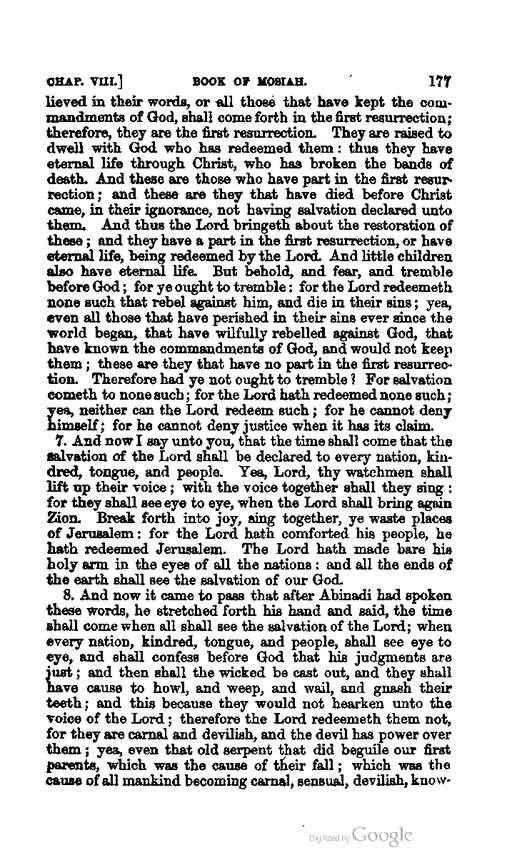 CHAP. VIII.] BOOK OF MOSIAH. 177
lieved in their words, or all those that have kept the com-
mandments of God, shall come forth in the first resurrection;
therefore, they are the first resurrection. They are raised to
dwell with God who has redeemed them: thus they have
eternal life through Christ, who has broken the bands of
death. And these are those who have part in the first resur-
rection; and these are they that have died before Christ
came, in their ignorance, not having salvation declared unto
them. And thus the Lord bringeth about the restoration of
these; and they have a part in the first resurrection, or have
eternal life, being redeemed by the Lord. And little children
also have eternal life. But behold, and fear, and tremble
before God; for ye ought to tremble: for the Lord redeemeth
none such that rebel against him, and die in their sins; yea,
even all those that have perished in their sins ever since the
world began, that have wilfully rebelled against God, that
have known the commandments of God, and would not keep
them; these are they that have no part in the first resurrec-
tion. Therefore had ye not ought to tremble? For salvation
cometh to none such; for the Lord hath redeemed none such;
yea, neither can the Lord redeem such; for he cannot deny
himself; for he cannot deny justice when it has its claim.
7. And now I say unto you, that the time shall come that the
salvation of the Lord shall be declared to every nation, kin-
dred, tongue, and people. Yea, Lord, thy watchmen shall
lift up their voice; with the voice together shall they sing:
for they shall see eye to eye, when the Lord shall bring again
Zion. Break forth into joy, sing together, ye waste places
of Jerusalem: for the Lord hath comforted his people, he
hath redeemed Jerusalem. The Lord hath made bare his
holy arm in the eyes of all the nations: and all the ends of
the earth shall see the salvation of our God.
8. And now it came to pass that after Abinadi had spoken
these words, he stretched forth his hand and said, the time
shall come when all shall see the salvation of the Lord; when
every nation, kindred, tongue, and people, shall see eye to
eye, and shall confess before God that his judgments are
just; and then shall the wicked be cast out, and they shall
have cause to howl, and weep, and wail, and gnash their
teeth; and this because they would not hearken unto the
voice of the Lord; therefore the Lord redeemeth them not,
for they are carnal and devilish, and the devil has power over
them; yea, even that old serpent that did beguile our first
parents, which was the cause of their fall; which was the
cause of all mankind becoming carnal, sensual, devilish, know-
Digitized by Google